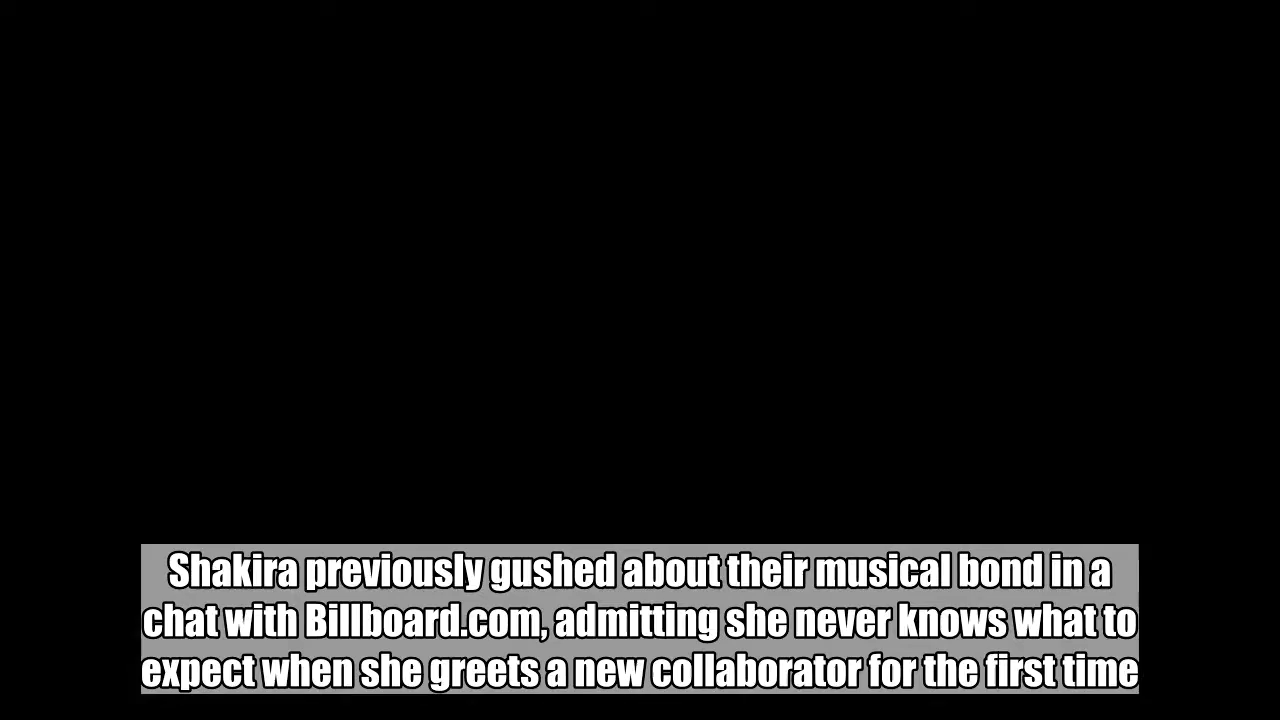 Shakira previously gushed about their musical bond in a
chat with Billboard.com, admitting she never knows what to
expect when she greets a new collaborator for the first time